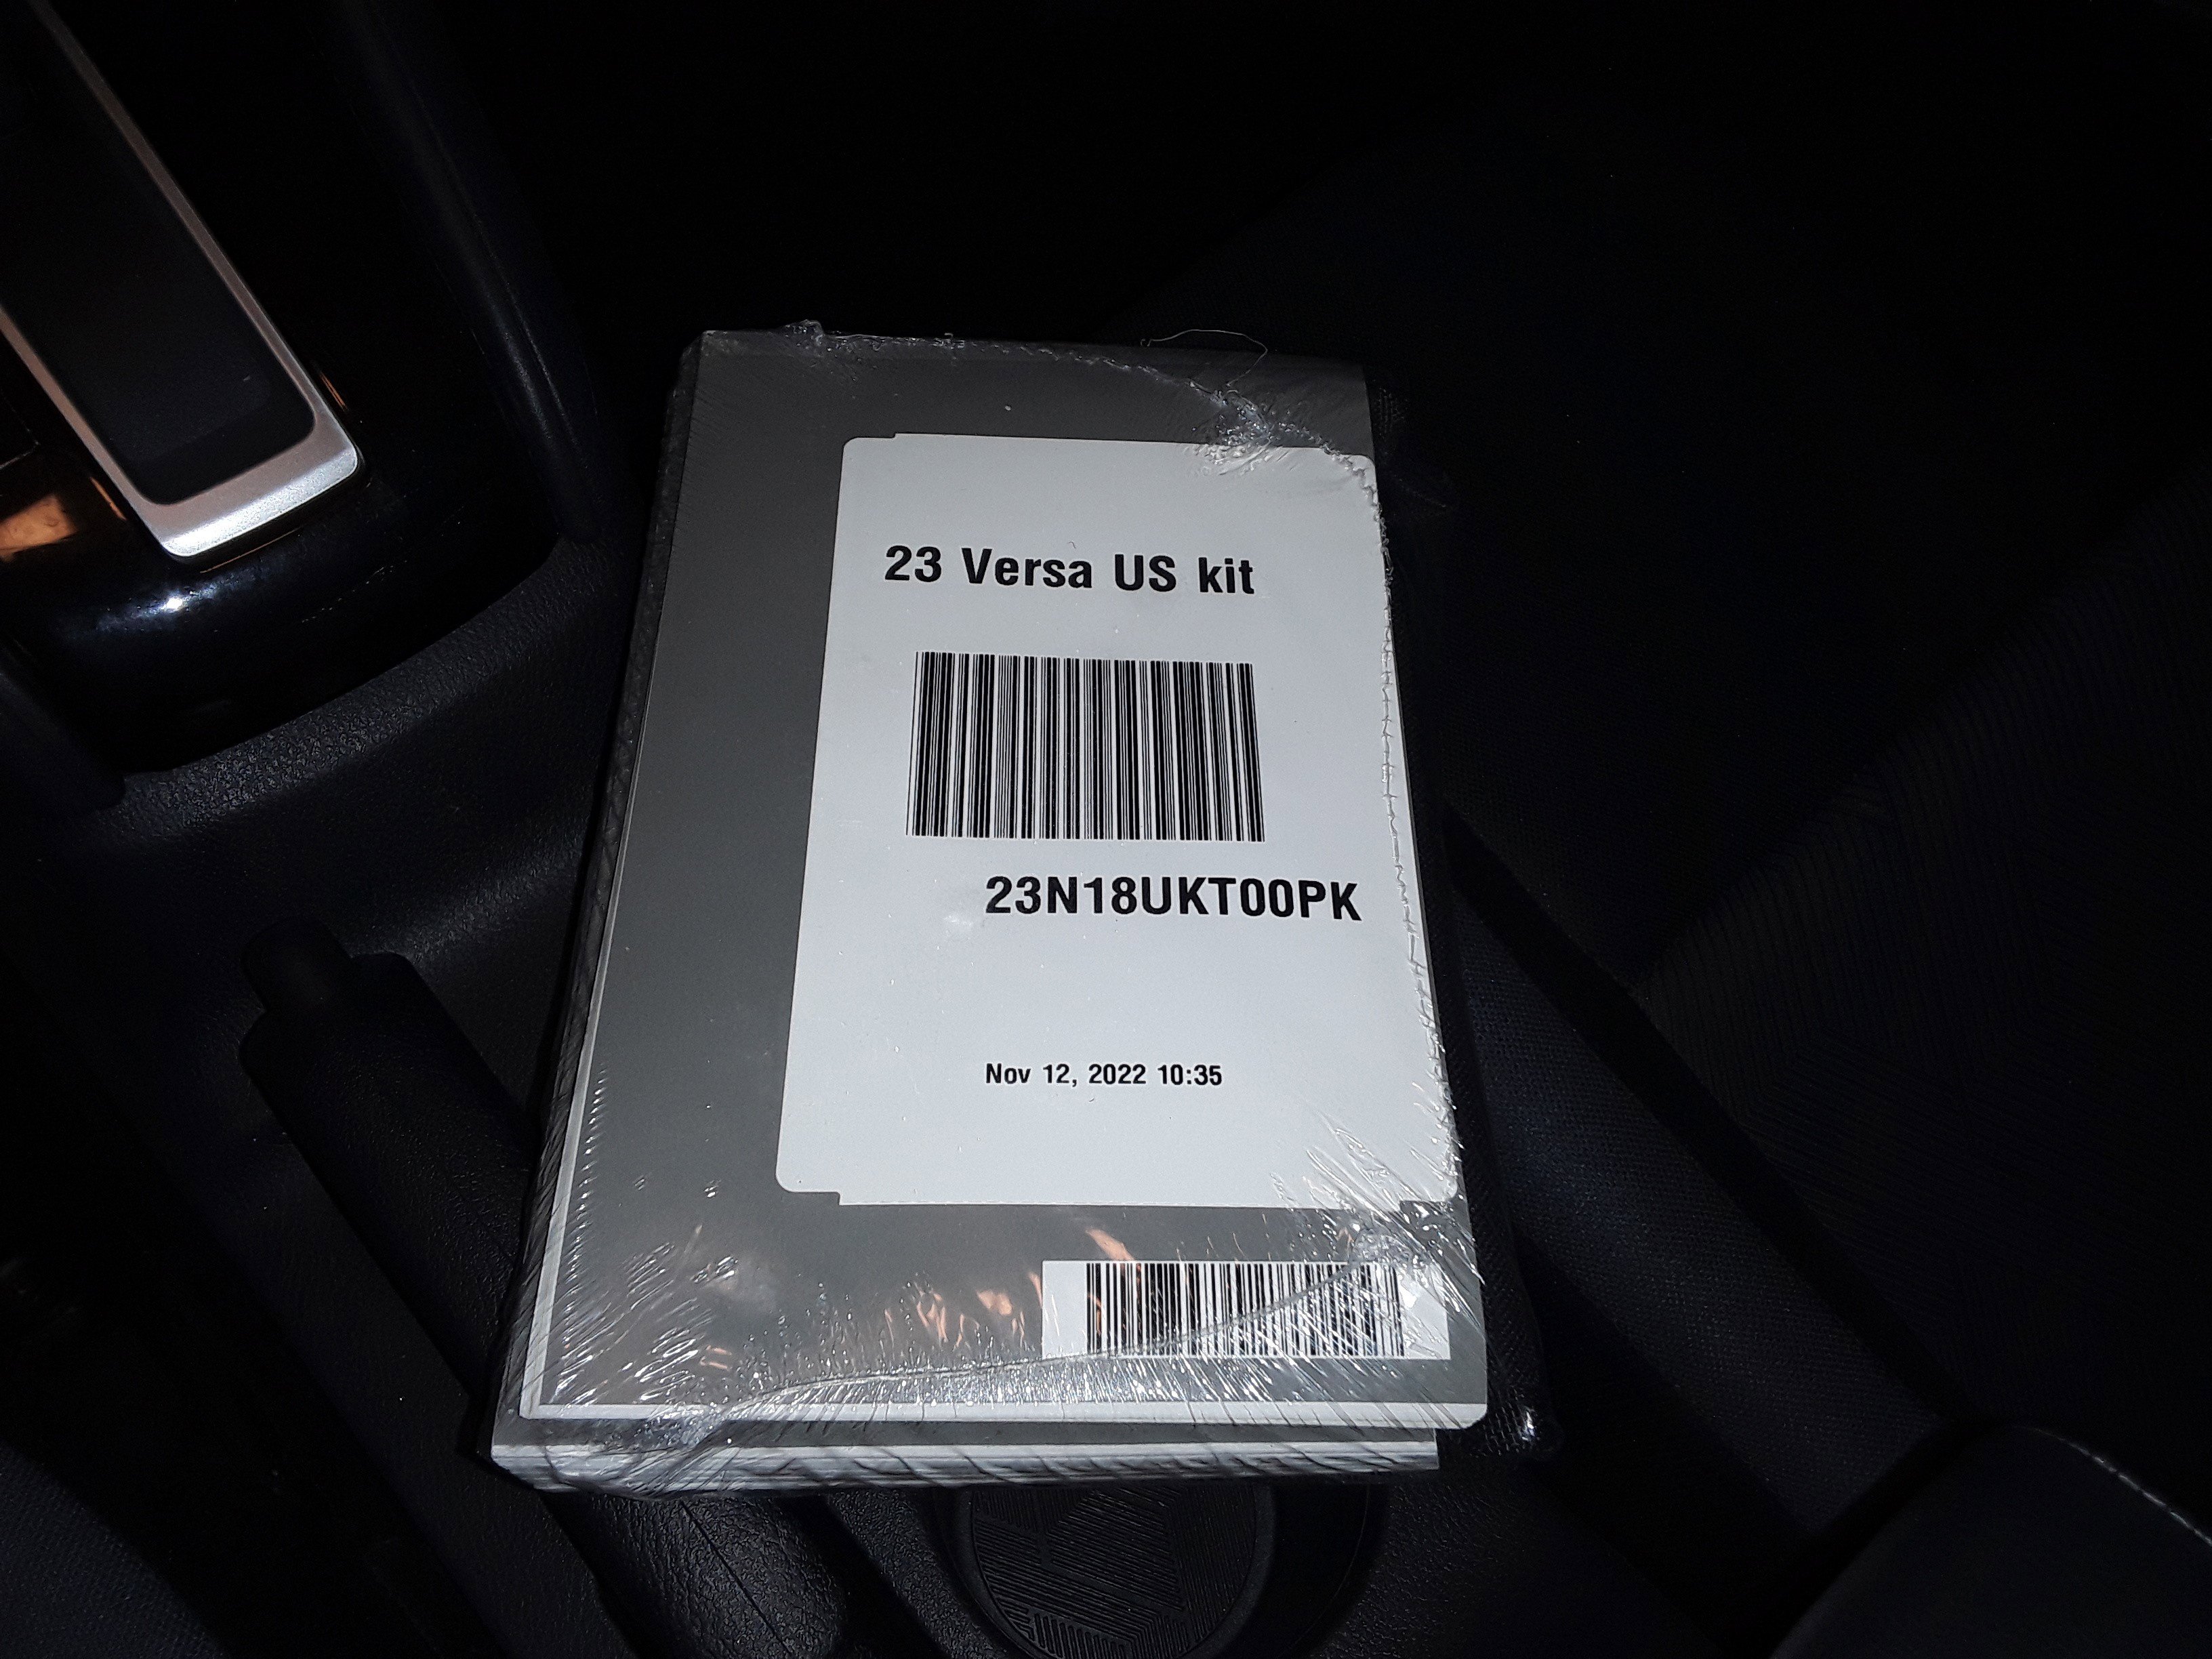 23 Versa US kit
23N18UKT00PK
Nov 12, 2022 10:35